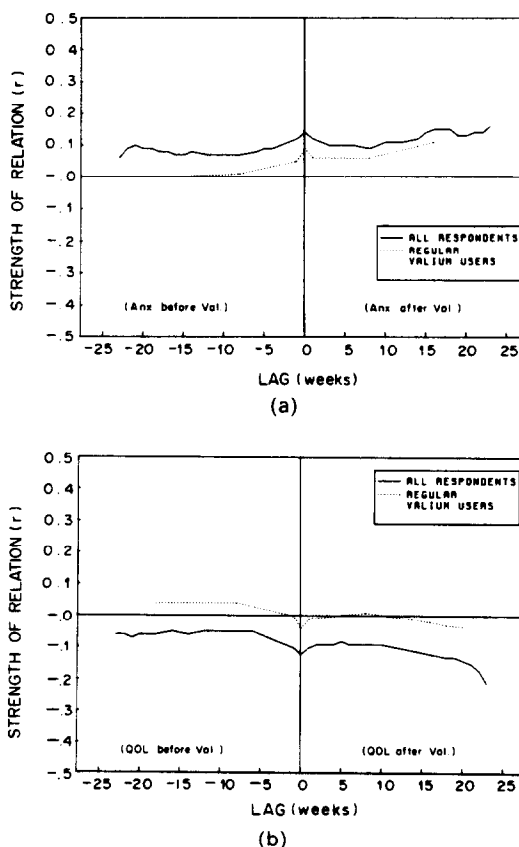 STRENGTH OF RELATION (r)
0.5
0.4
0.3
0.2
0.1
-.0
-.1
-.2
-.3
-.4
-.5
ALL RESPONDENTS
REGULAR
VALIUM USERS
(Anx before Val.)
(Anx after Val.)
-25 -20 -15 -10 -5 0 5 10 15 20 25
LAG (weeks)
(a)
STRENGTH OF RELATION (r)
0.5
0.4
0.3
0.2
0.1
-.0
-.1
-.2
-.3
-.4
-.5
ALL RESPONDENTS
REGULAR
VALIUM USERS
(QOL before Val.)
(QOL after Val.)
-25 -20 -15 -10 -5 0 5 10 15 20 25
LAG (weeks)
(b)